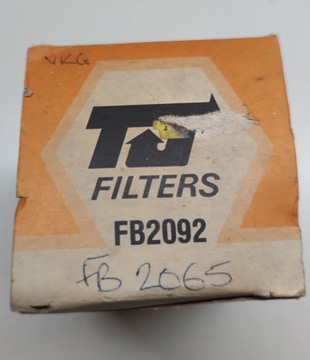 VKG
TJ
FILTERS
FB2092
FB 2065